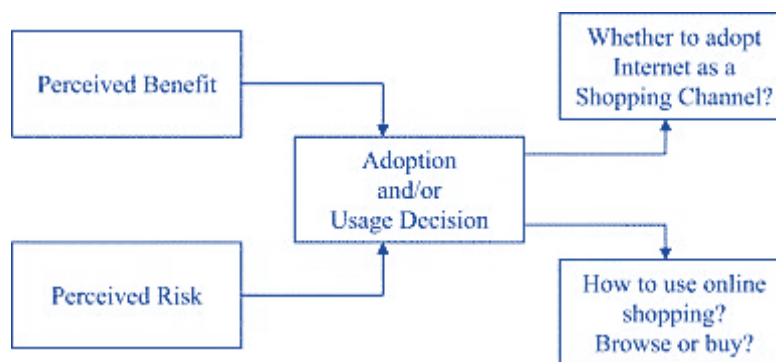 Perceived Benefit
Whether to adopt
Internet as a
Shopping Channel?
Adoption
and/or
Usage Decision
Perceived Risk
How to use online
shopping?
Browse or buy?